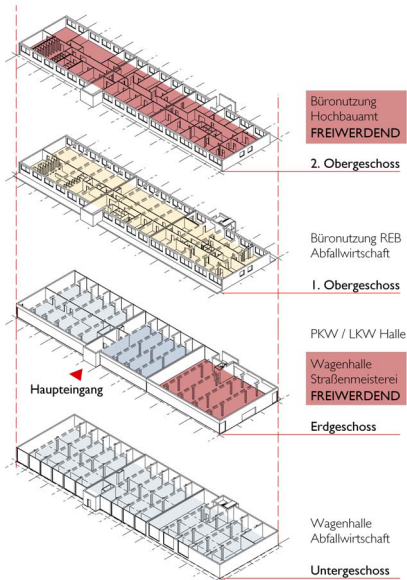 Büronutzung
Hochbauamt
FREIWERDEND
2. Obergeschoss
Büronutzung REB
Abfallwirtschaft
1. Obergeschoss
PKW / LKW Halle
Wagenhalle
Straßenmeisterei
FREIWERDEND
Haupteingang
Erdgeschoss
Wagenhalle
Abfallwirtschaft
Untergeschoss